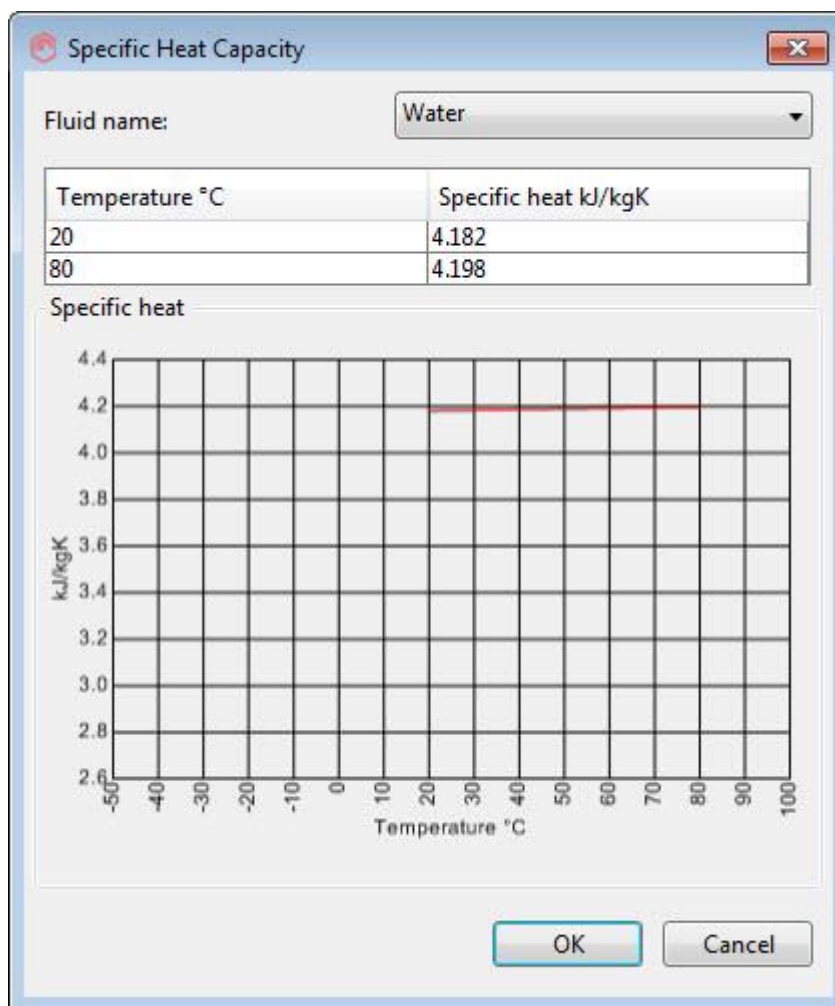 Specific Heat Capacity
Fluid name: Water
Temperature °C Specific heat kJ/kgK
20 4.182
80 4.198
Specific heat
4.4
4.2
4.0
3.8
3.6
3.4
3.2
3.0
2.8
2.6
kJ/kgK
-50 -40 -30 -20 -10 0 10 20 30 40 50 60 70 80 90 100
Temperature °C
OK Cancel